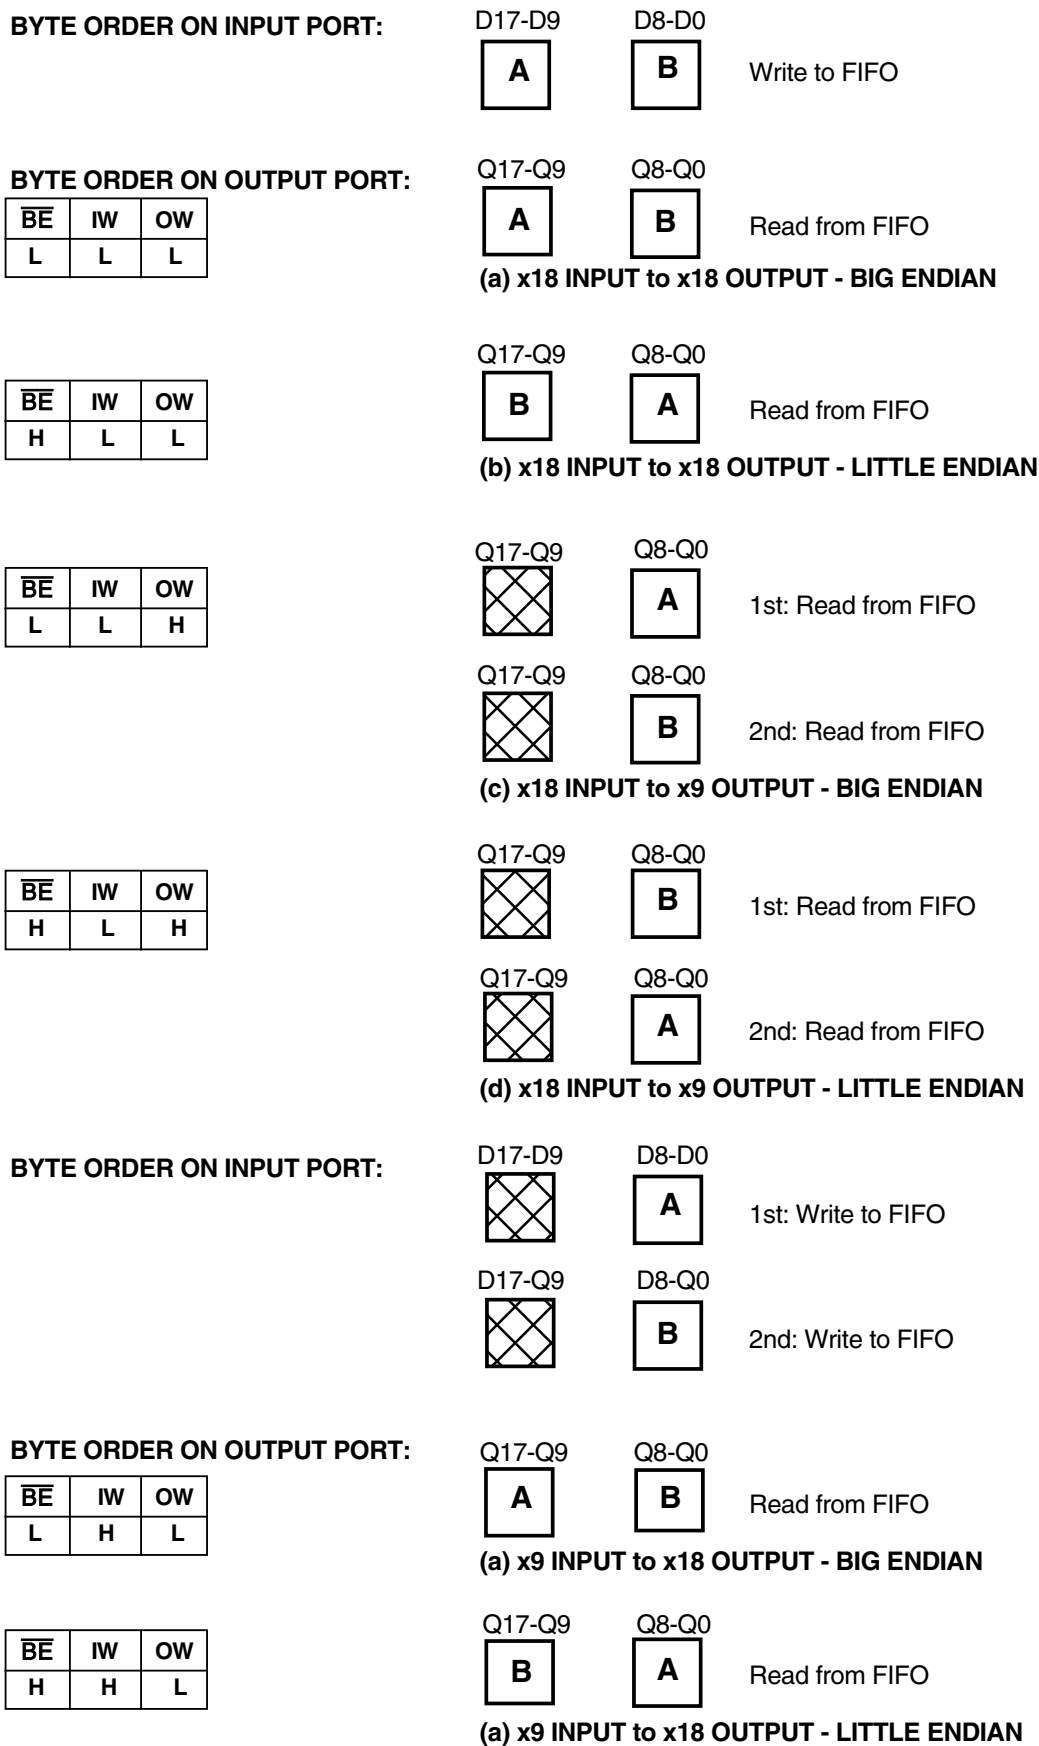 BYTE ORDER ON INPUT PORT:
D17-D9 D8-D0
A B Write to FIFO
BYTE ORDER ON OUTPUT PORT:
Q17-Q9 Q8-Q0
BE IW OW
L L L
A B Read from FIFO
(a) x18 INPUT to x18 OUTPUT - BIG ENDIAN
Q17-Q9 Q8-Q0
BE IW OW
H L L
B A Read from FIFO
(b) x18 INPUT to x18 OUTPUT - LITTLE ENDIAN
Q17-Q9 Q8-Q0
BE IW OW
L L H
A 1st: Read from FIFO
Q17-Q9 Q8-Q0
B 2nd: Read from FIFO
(c) x18 INPUT to x9 OUTPUT - BIG ENDIAN
Q17-Q9 Q8-Q0
BE IW OW
H L H
B 1st: Read from FIFO
Q17-Q9 Q8-Q0
A 2nd: Read from FIFO
(d) x18 INPUT to x9 OUTPUT - LITTLE ENDIAN
BYTE ORDER ON INPUT PORT:
D17-D9 D8-D0
A 1st: Write to FIFO
D17-Q9 D8-Q0
B 2nd: Write to FIFO
BYTE ORDER ON OUTPUT PORT:
Q17-Q9 Q8-Q0
BE IW OW
L H L
A B Read from FIFO
(a) x9 INPUT to x18 OUTPUT - BIG ENDIAN
Q17-Q9 Q8-Q0
BE IW OW
H H L
B A Read from FIFO
(a) x9 INPUT to x18 OUTPUT - LITTLE ENDIAN